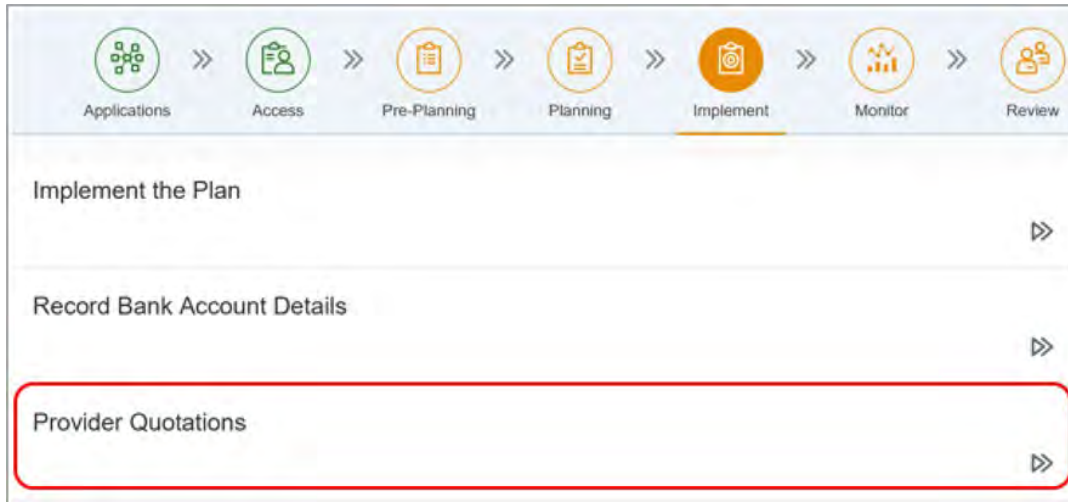 Applications
Access
Pre-Planning
Planning
Implement
Monitor
Review
Implement the Plan
Record Bank Account Details
Provider Quotations